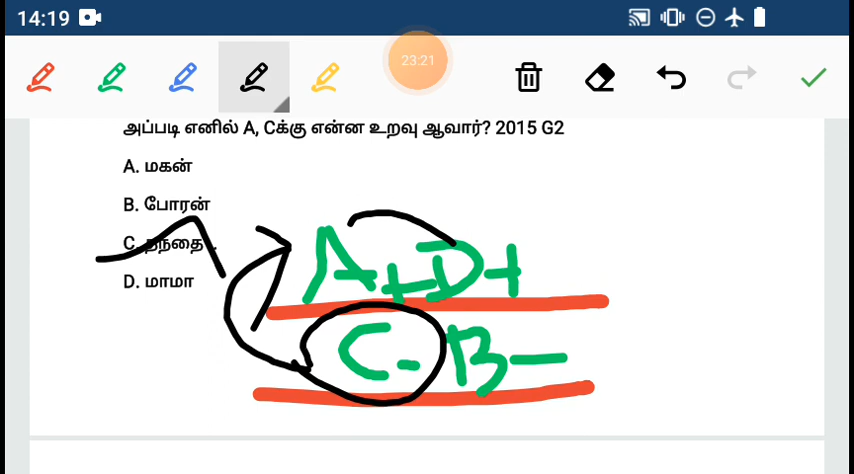 14:19
23:21
அப்படி எனில் A, Cக்கு என்ன உறவு ஆவார்? 2015 G2
A. மகன்
B. போரன்
C. தந்தை
D. மாமா
A+ D+
C- B-